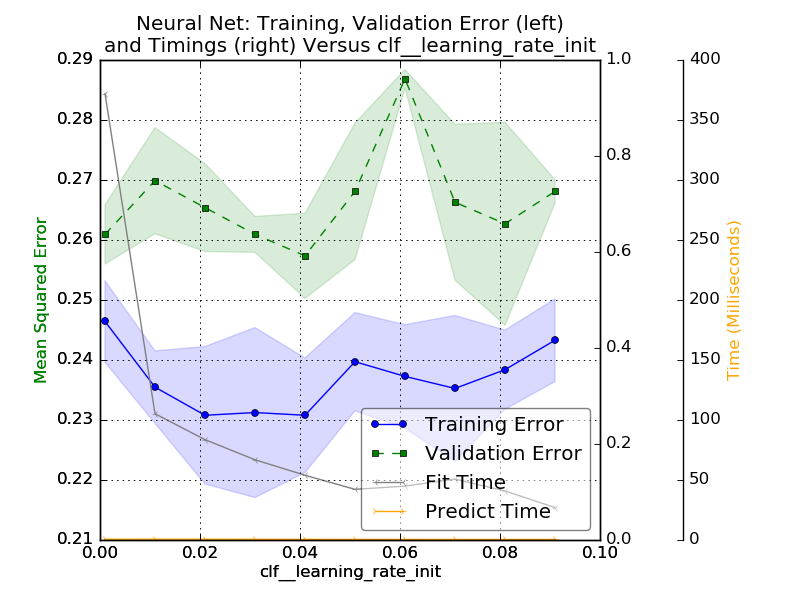 Neural Net: Training, Validation Error (left)
and Timings (right) Versus clf__learning_rate_init
0.29
0.28
0.27
0.26
0.25
0.24
0.23
0.22
0.21
Mean Squared Error
0.00 0.02 0.04 0.06 0.08 0.10
clf__learning_rate_init
1.0
0.8
0.6
0.4
0.2
0.0
400
350
300
250
200
150
100
50
0
Time (Milliseconds)
Training Error
Validation Error
Fit Time
Predict Time